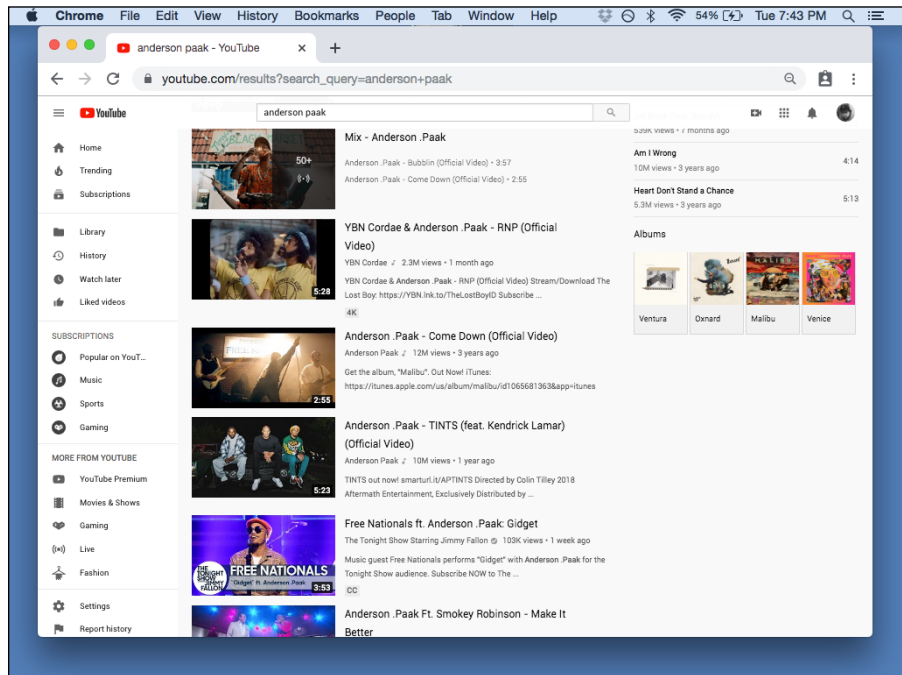 Chrome File Edit View History Bookmarks People Tab Window Help 54% Tue 7:43 PM
anderson paak - YouTube
youtube.com/results?search_query=anderson+paak
YouTube
anderson paak
Home
Trending
Subscriptions
Library
History
Watch later
Liked videos
SUBSCRIPTIONS
Popular on YouT...
Music
Sports
Gaming
MORE FROM YOUTUBE
YouTube Premium
Movies & Shows
Gaming
Live
Fashion
Settings
Report history
50+
Mix - Anderson .Paak
Anderson .Paak - Bubblin (Official Video) • 3:57
Anderson .Paak - Come Down (Official Video) • 2:55
5:28
YBN Cordae & Anderson .Paak - RNP (Official
Video)
YBN Cordae ♪ 2.3M views • 1 month ago
YBN Cordae & Anderson .Paak - RNP (Official Video) Stream/Download The
Lost Boy: https://YBN.lnk.to/TheLostBoyID Subscribe ...
4K
2:55
Anderson .Paak - Come Down (Official Video)
Anderson Paak ♪ 12M views • 3 years ago
Get the album, "Malibu". Out Now! iTunes:
https://itunes.apple.com/us/album/malibu/id1065681363&app=itunes
5:23
Anderson .Paak - TINTS (feat. Kendrick Lamar)
(Official Video)
Anderson Paak ♪ 10M views • 1 year ago
TINTS out now! smarturl.it/APTINTS Directed by Colin Tilley 2018
Aftermath Entertainment, Exclusively Distributed by ...
THE
TONIGHT
SHOW
JIMMY
FALLON
FREE NATIONALS
"Gidget" ft. Anderson .Paak
3:53
Free Nationals ft. Anderson .Paak: Gidget
The Tonight Show Starring Jimmy Fallon 103K views • 1 week ago
Music guest Free Nationals performs "Gidget" with Anderson .Paak for the
Tonight Show audience. Subscribe NOW to The ...
CC
Anderson .Paak Ft. Smokey Robinson - Make It
Better
539K views • 7 months ago
Am I Wrong
10M views • 3 years ago
4:14
Heart Don't Stand a Chance
5.3M views • 3 years ago
5:13
Albums
Ventura
Oxnard
MALIBU
Malibu
Venice